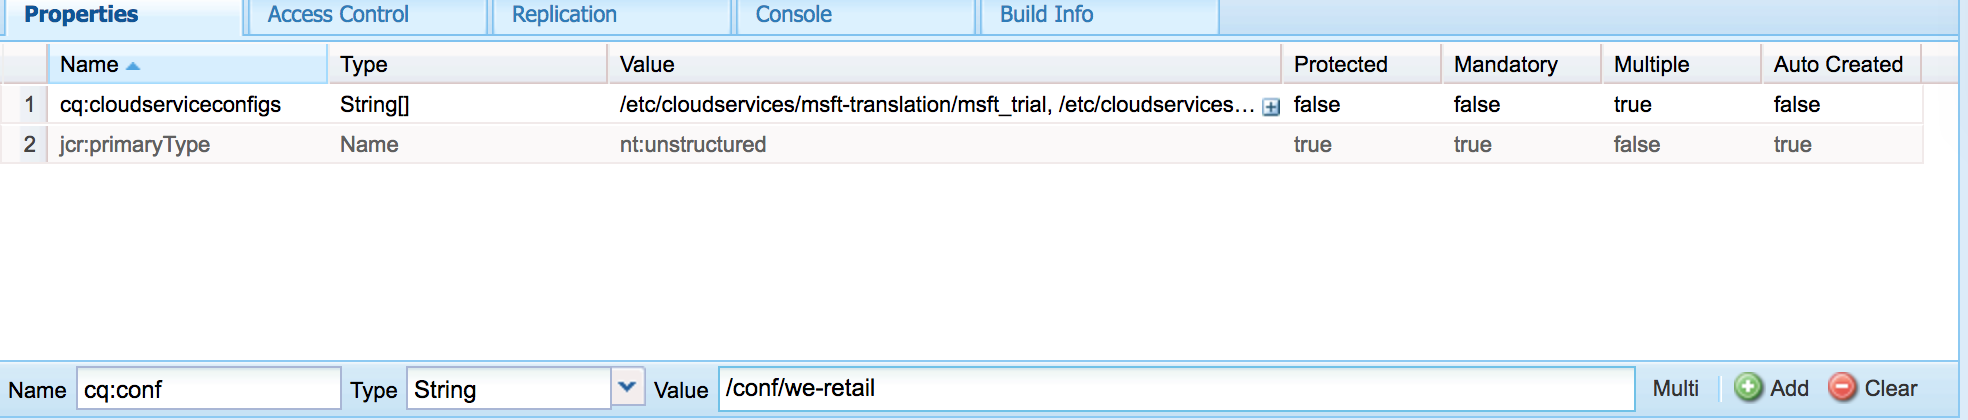 Properties Access Control Replication Console Build Info
Name Type Value Protected Mandatory Multiple Auto Created
1 cq:cloudserviceconfigs String[] /etc/cloudservices/msft-translation/msft_trial, /etc/cloudservices... false false true false
2 jcr:primaryType Name nt:unstructured true true false true
Name cq:conf Type String Value /conf/we-retail Multi Add Clear